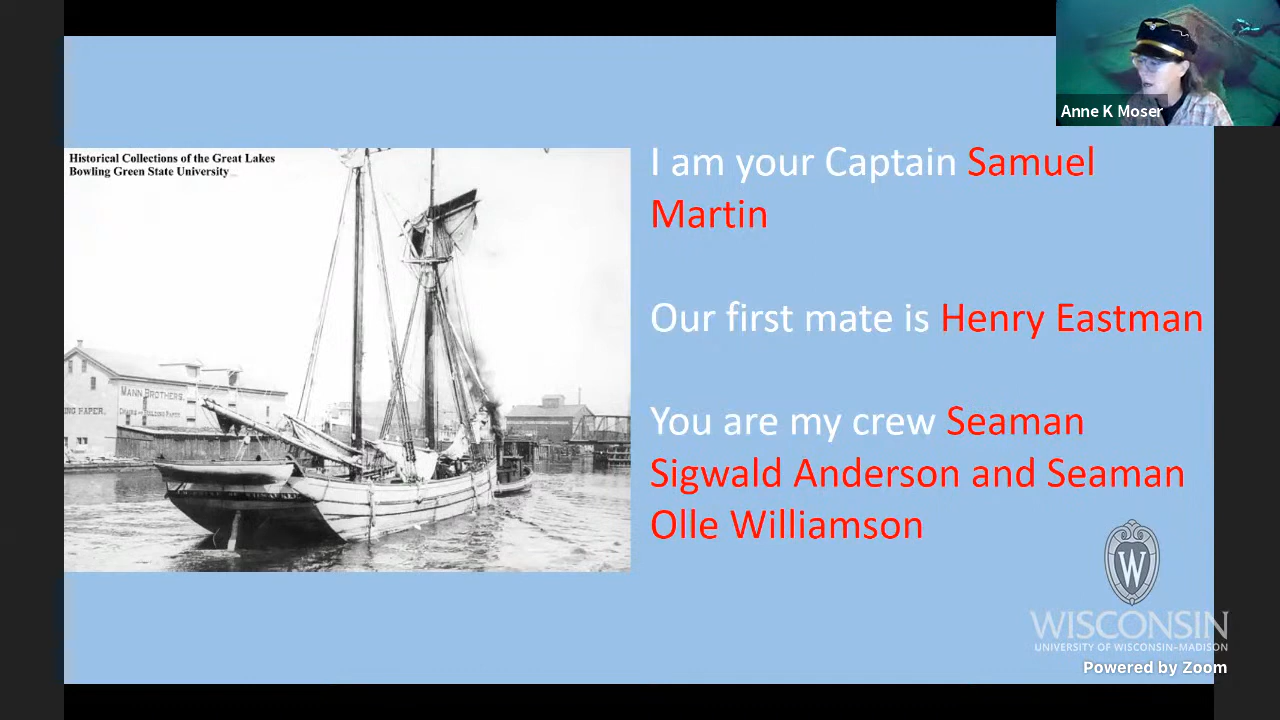 Anne K Moser
Historical Collections of the Great Lakes
Bowling Green State University
I am your Captain Samuel
Martin
Our first mate is Henry Eastman
MANN BROTHERS.
You are my crew Seaman
Sigwald Anderson and Seaman
Olle Williamson
W
WISCONSIN
UNIVERSITY OF WISCONSIN–MADISON
Powered by Zoom